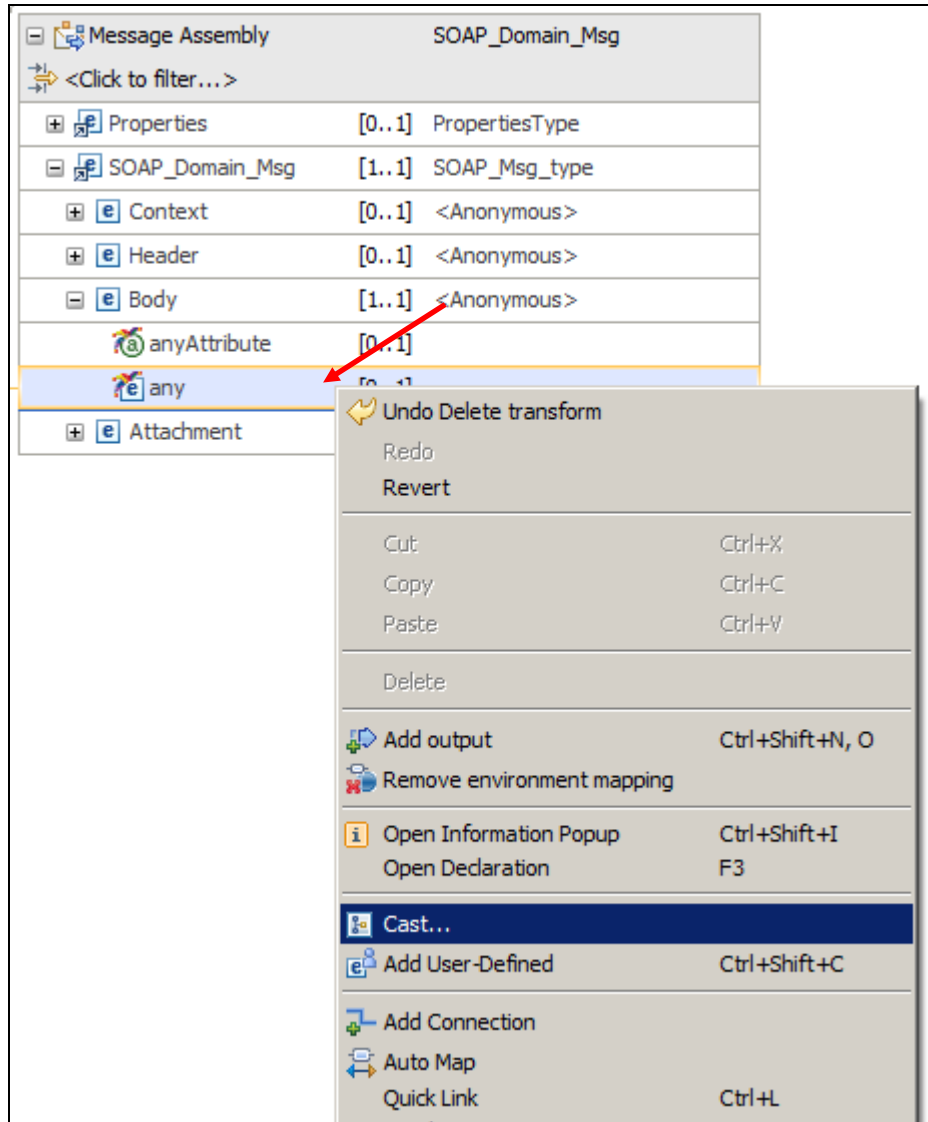 Message Assembly SOAP_Domain_Msg
<Click to filter...>
Properties [0..1] PropertiesType
SOAP_Domain_Msg [1..1] SOAP_Msg_type
e Context [0..1] <Anonymous>
e Header [0..1] <Anonymous>
e Body [1..1] <Anonymous>
anyAttribute [0..1]
any
e Attachment
Undo Delete transform
Redo
Revert
Cut Ctrl+X
Copy Ctrl+C
Paste Ctrl+V
Delete
Add output Ctrl+Shift+N, O
Remove environment mapping
Open Information Popup Ctrl+Shift+I
Open Declaration F3
Cast...
Add User-Defined Ctrl+Shift+C
Add Connection
Auto Map
Quick Link Ctrl+L